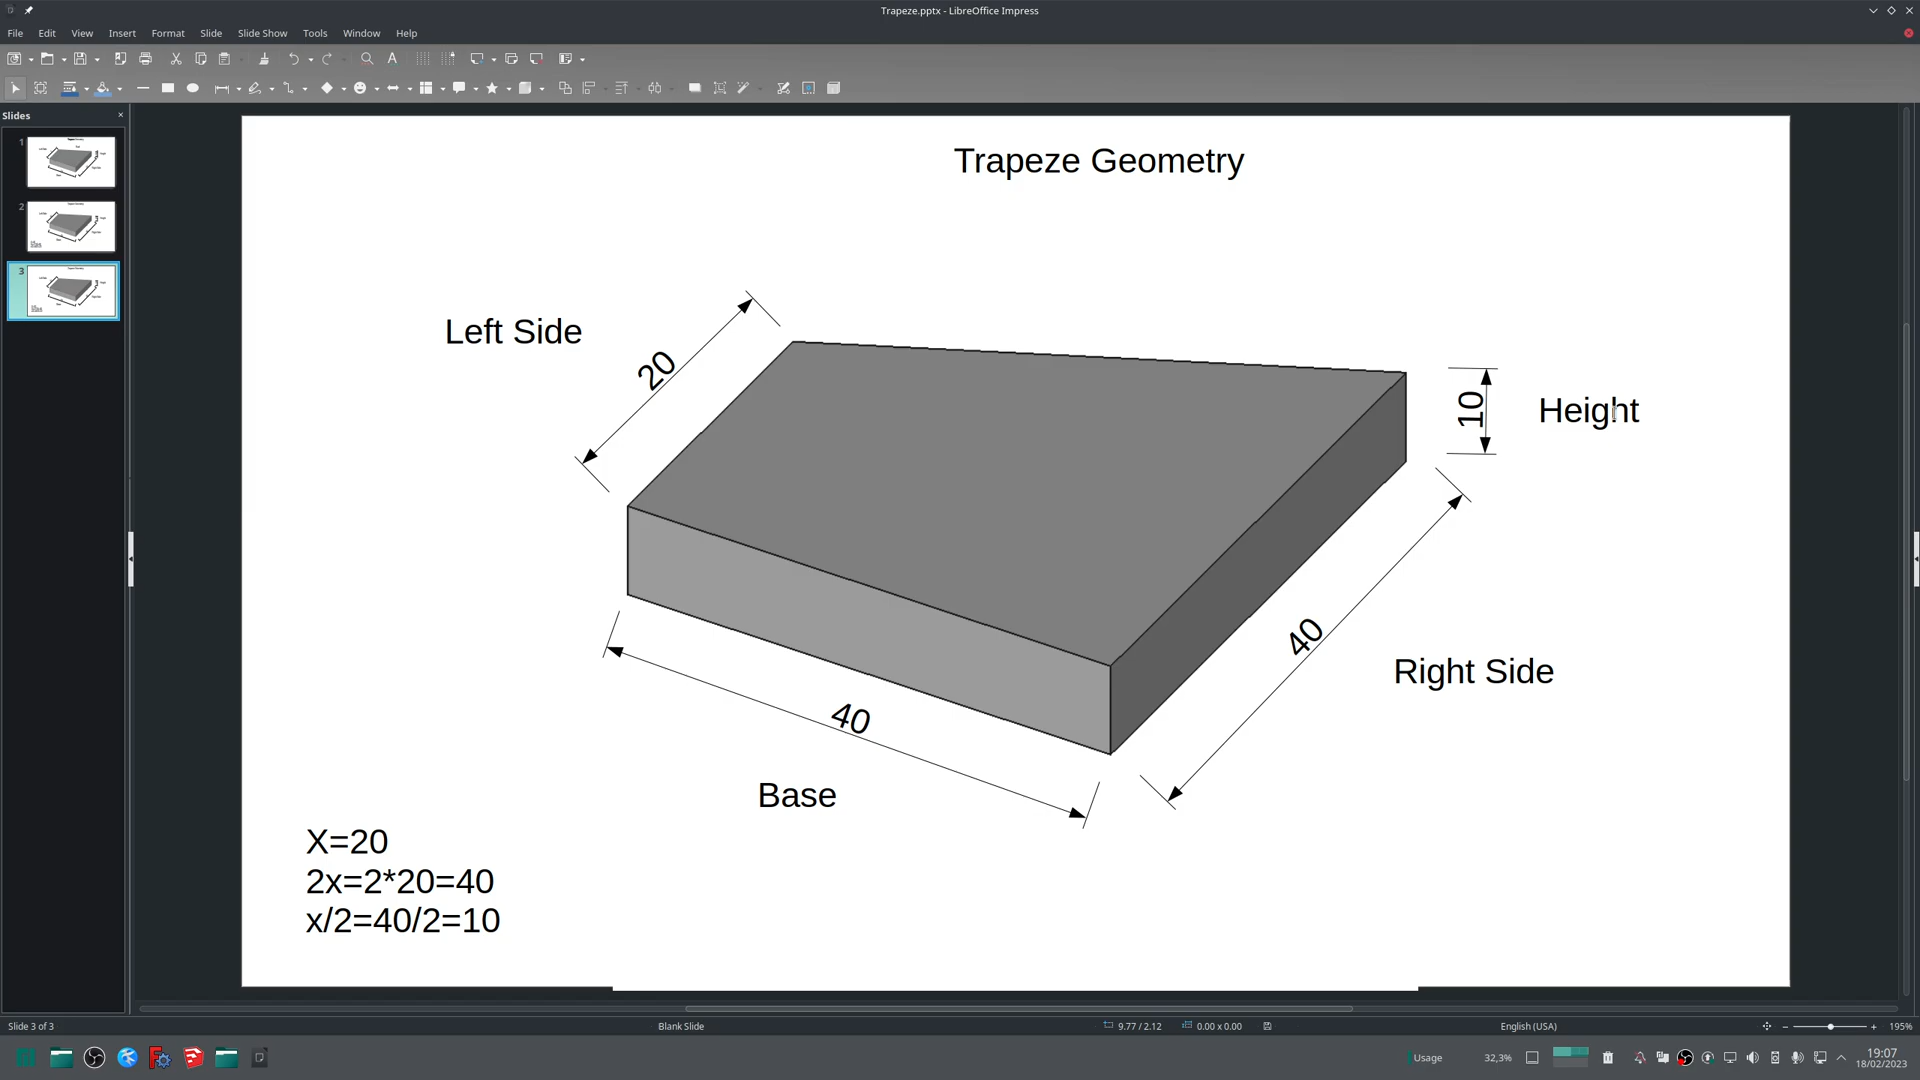 Trapeze.pptx - LibreOffice Impress
File Edit View Insert Format Slide Slide Show Tools Window Help
Slides
1
2
3
Trapeze Geometry
Left Side
20
10
Height
40
Right Side
40
Base
X=20
2x=2*20=40
x/2=40/2=10
Slide 3 of 3
Blank Slide
9.77 / 2.12
0.00 x 0.00
English (USA)
195%
Usage
32,3%
19:07
18/02/2023